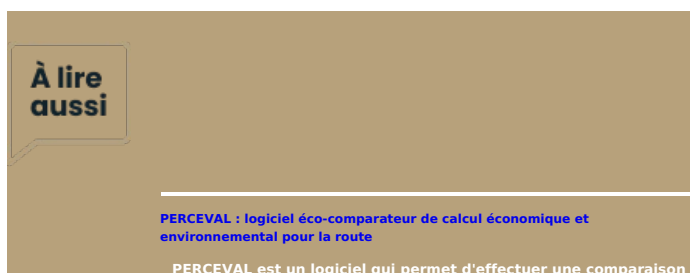 À lire
aussi
PERCEVAL : logiciel éco-comparateur de calcul économique et
environnemental pour la route
PERCEVAL est un logiciel qui permet d'effectuer une comparaison